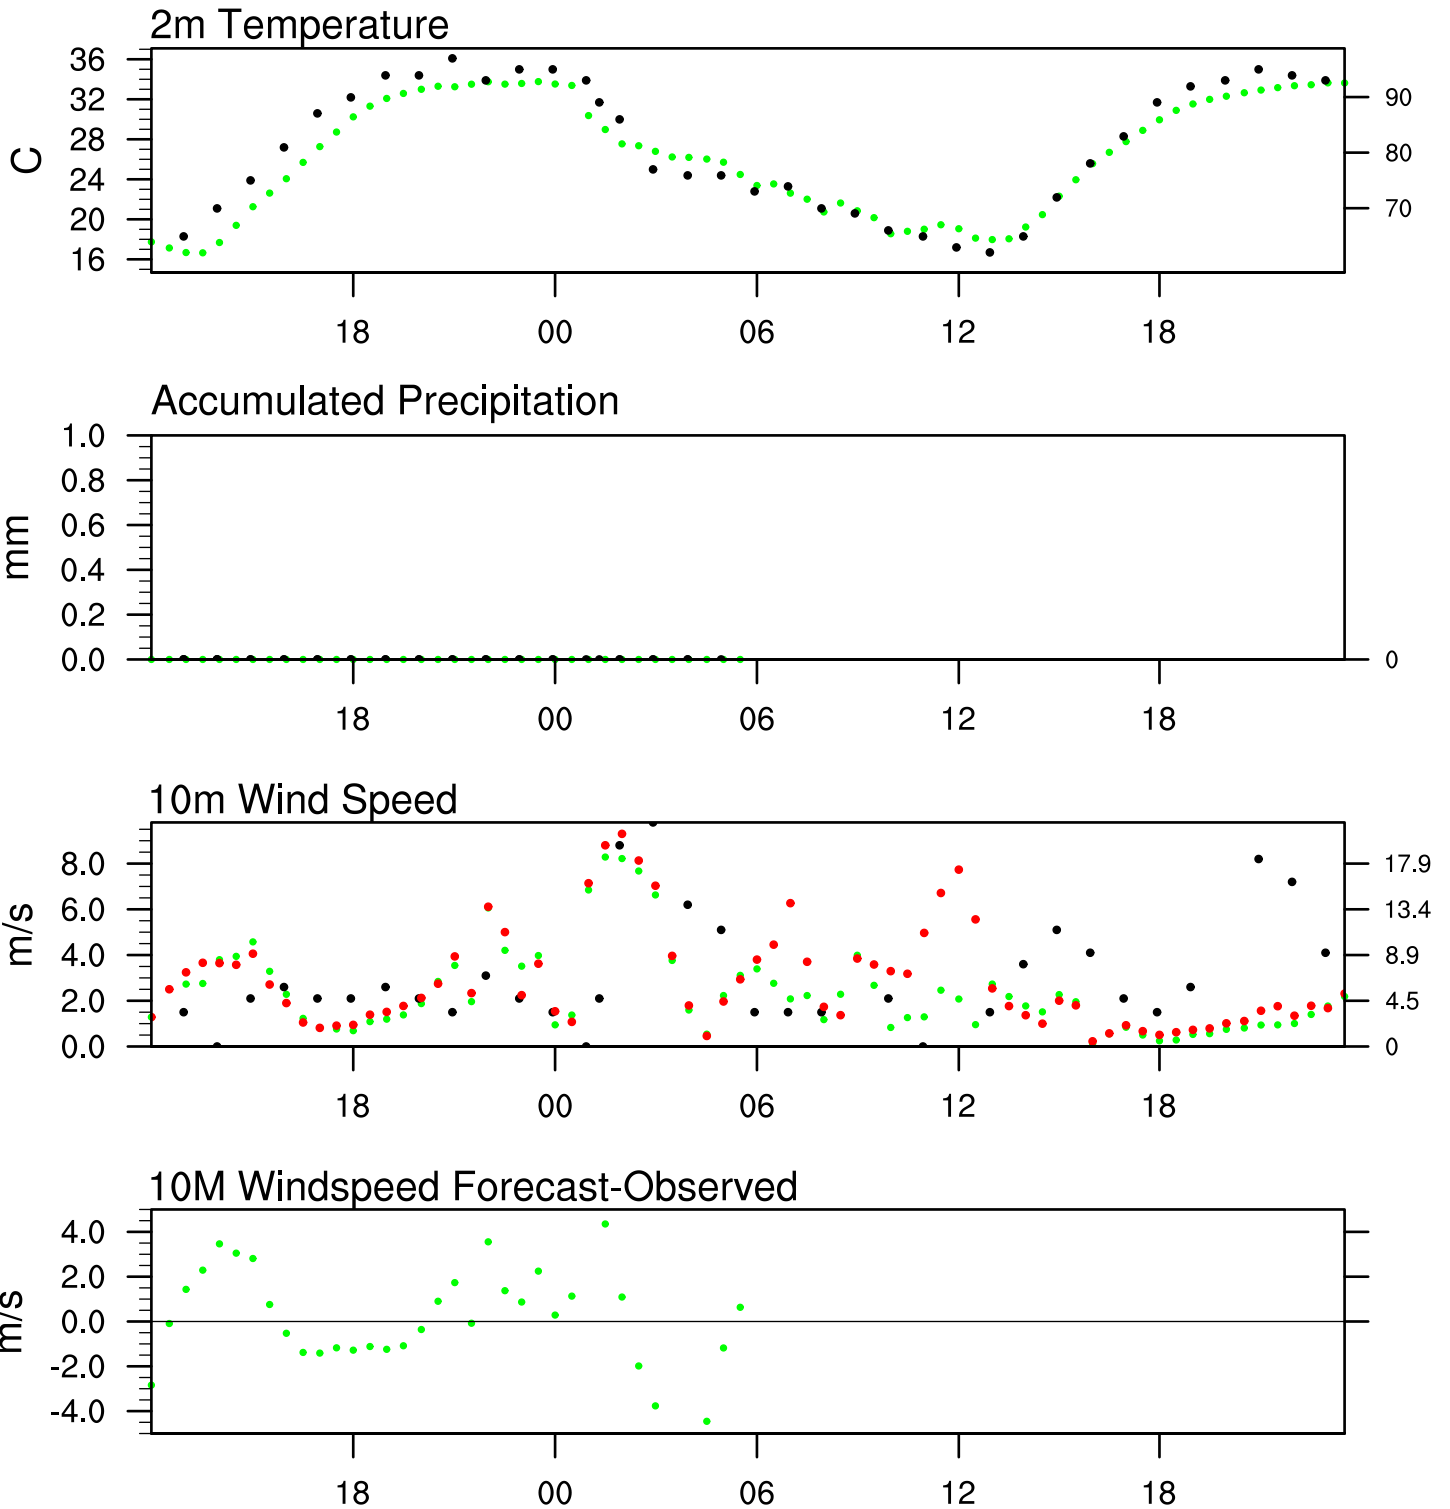 2m Temperature
36
32
28
24
20
16
C
90
80
70
18 00 06 12 18
Accumulated Precipitation
1.0
0.8
0.6
0.4
0.2
0.0
mm
0
18 00 06 12 18
10m Wind Speed
8.0
6.0
4.0
2.0
0.0
m/s
17.9
13.4
8.9
4.5
0
18 00 06 12 18
10M Windspeed Forecast-Observed
4.0
2.0
0.0
-2.0
-4.0
m/s
18 00 06 12 18